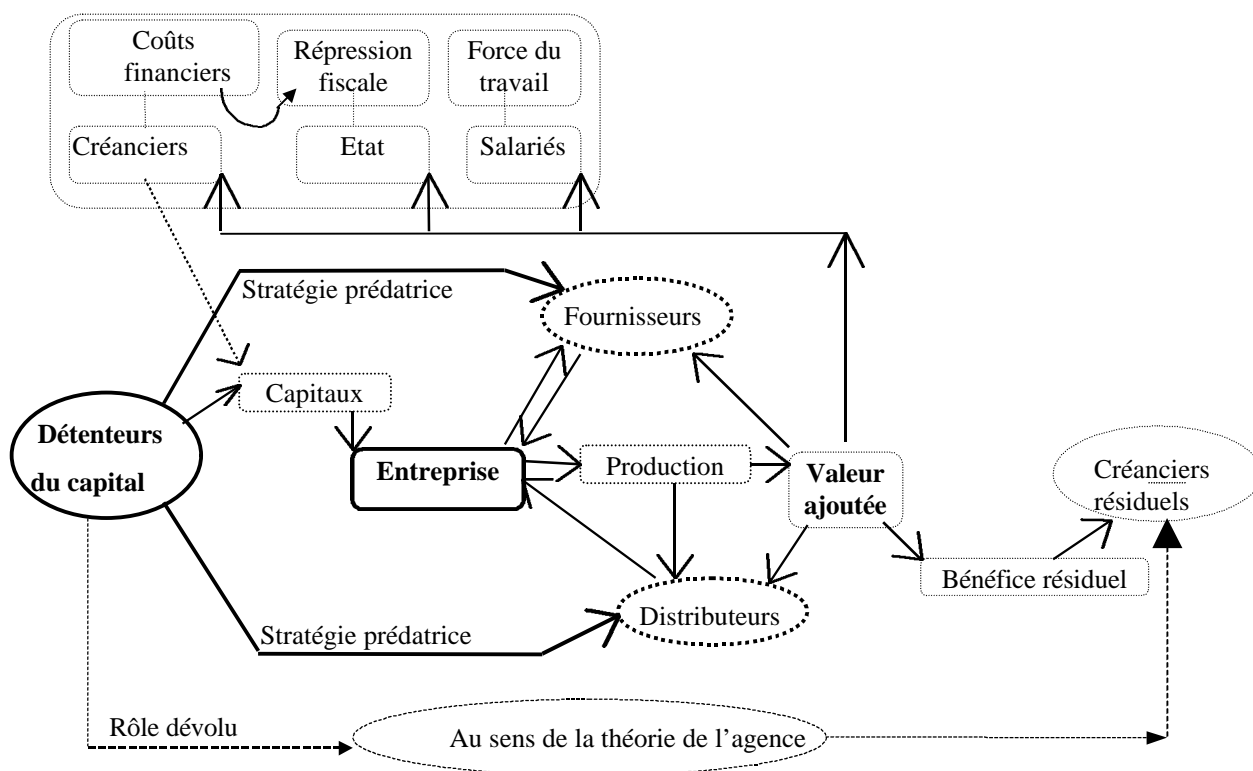 Coûts
financiers
Répression
fiscale
Force du
travail
Créanciers
Etat
Salariés
Stratégie prédatrice
Fournisseurs
Capitaux
Détenteurs
du capital
Entreprise
Production
Valeur
ajoutée
Créanciers
résiduels
Bénéfice résiduel
Distributeurs
Stratégie prédatrice
Rôle dévolu
Au sens de la théorie de l’agence